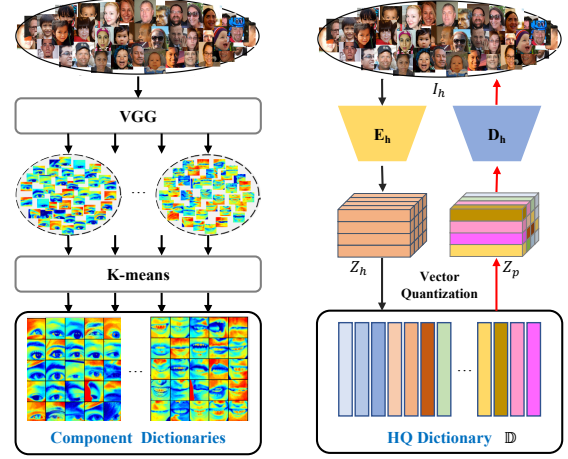 VGG
...
K-means
...
Component Dictionaries
I_h
E_h
D_h
Z_h
Z_p
Vector
Quantization
...
HQ Dictionary 𝔻